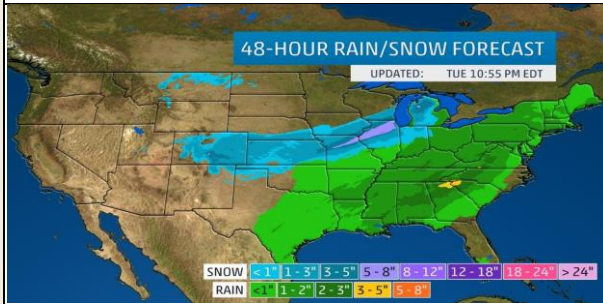 48-HOUR RAIN/SNOW FORECAST
UPDATED: TUE 10:55 PM EDT
SNOW < 1" 1 - 3" 3 - 5" 5 - 8" 8 - 12" 12 - 18" 18 - 24" > 24"
RAIN <1" 1 - 2" 2 - 3" 3 - 5" 5 - 8"